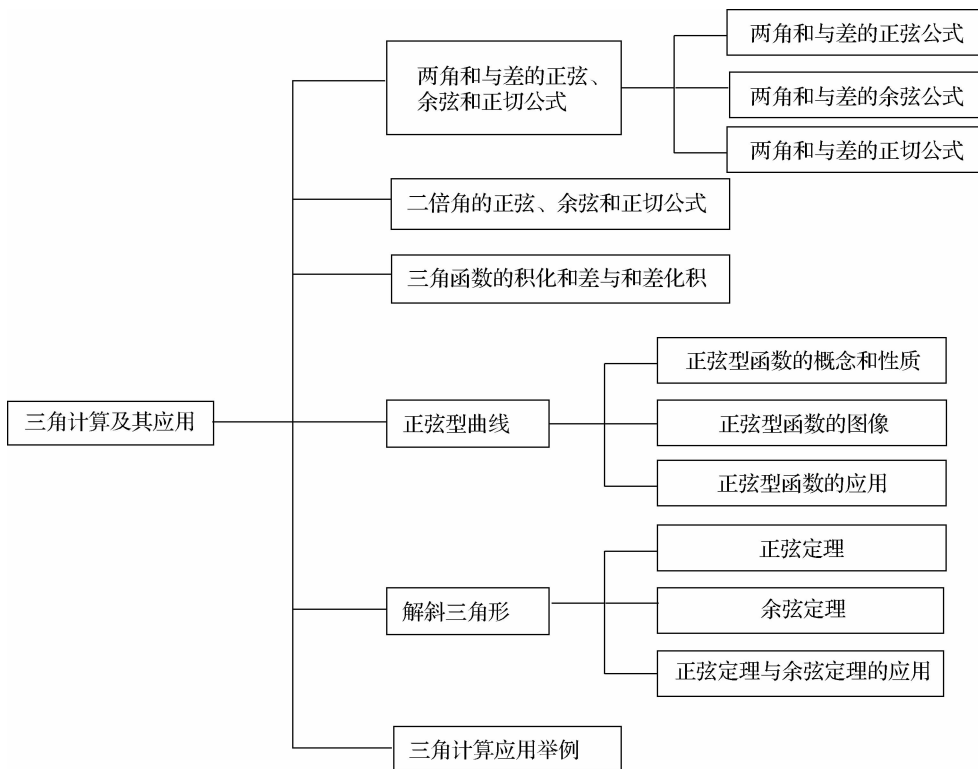 三角计算及其应用
两角和与差的正弦、
余弦和正切公式
两角和与差的正弦公式
两角和与差的余弦公式
两角和与差的正切公式
二倍角的正弦、余弦和正切公式
三角函数的积化和差与和差化积
正弦型曲线
正弦型函数的概念和性质
正弦型函数的图像
正弦型函数的应用
解斜三角形
正弦定理
余弦定理
正弦定理与余弦定理的应用
三角计算应用举例